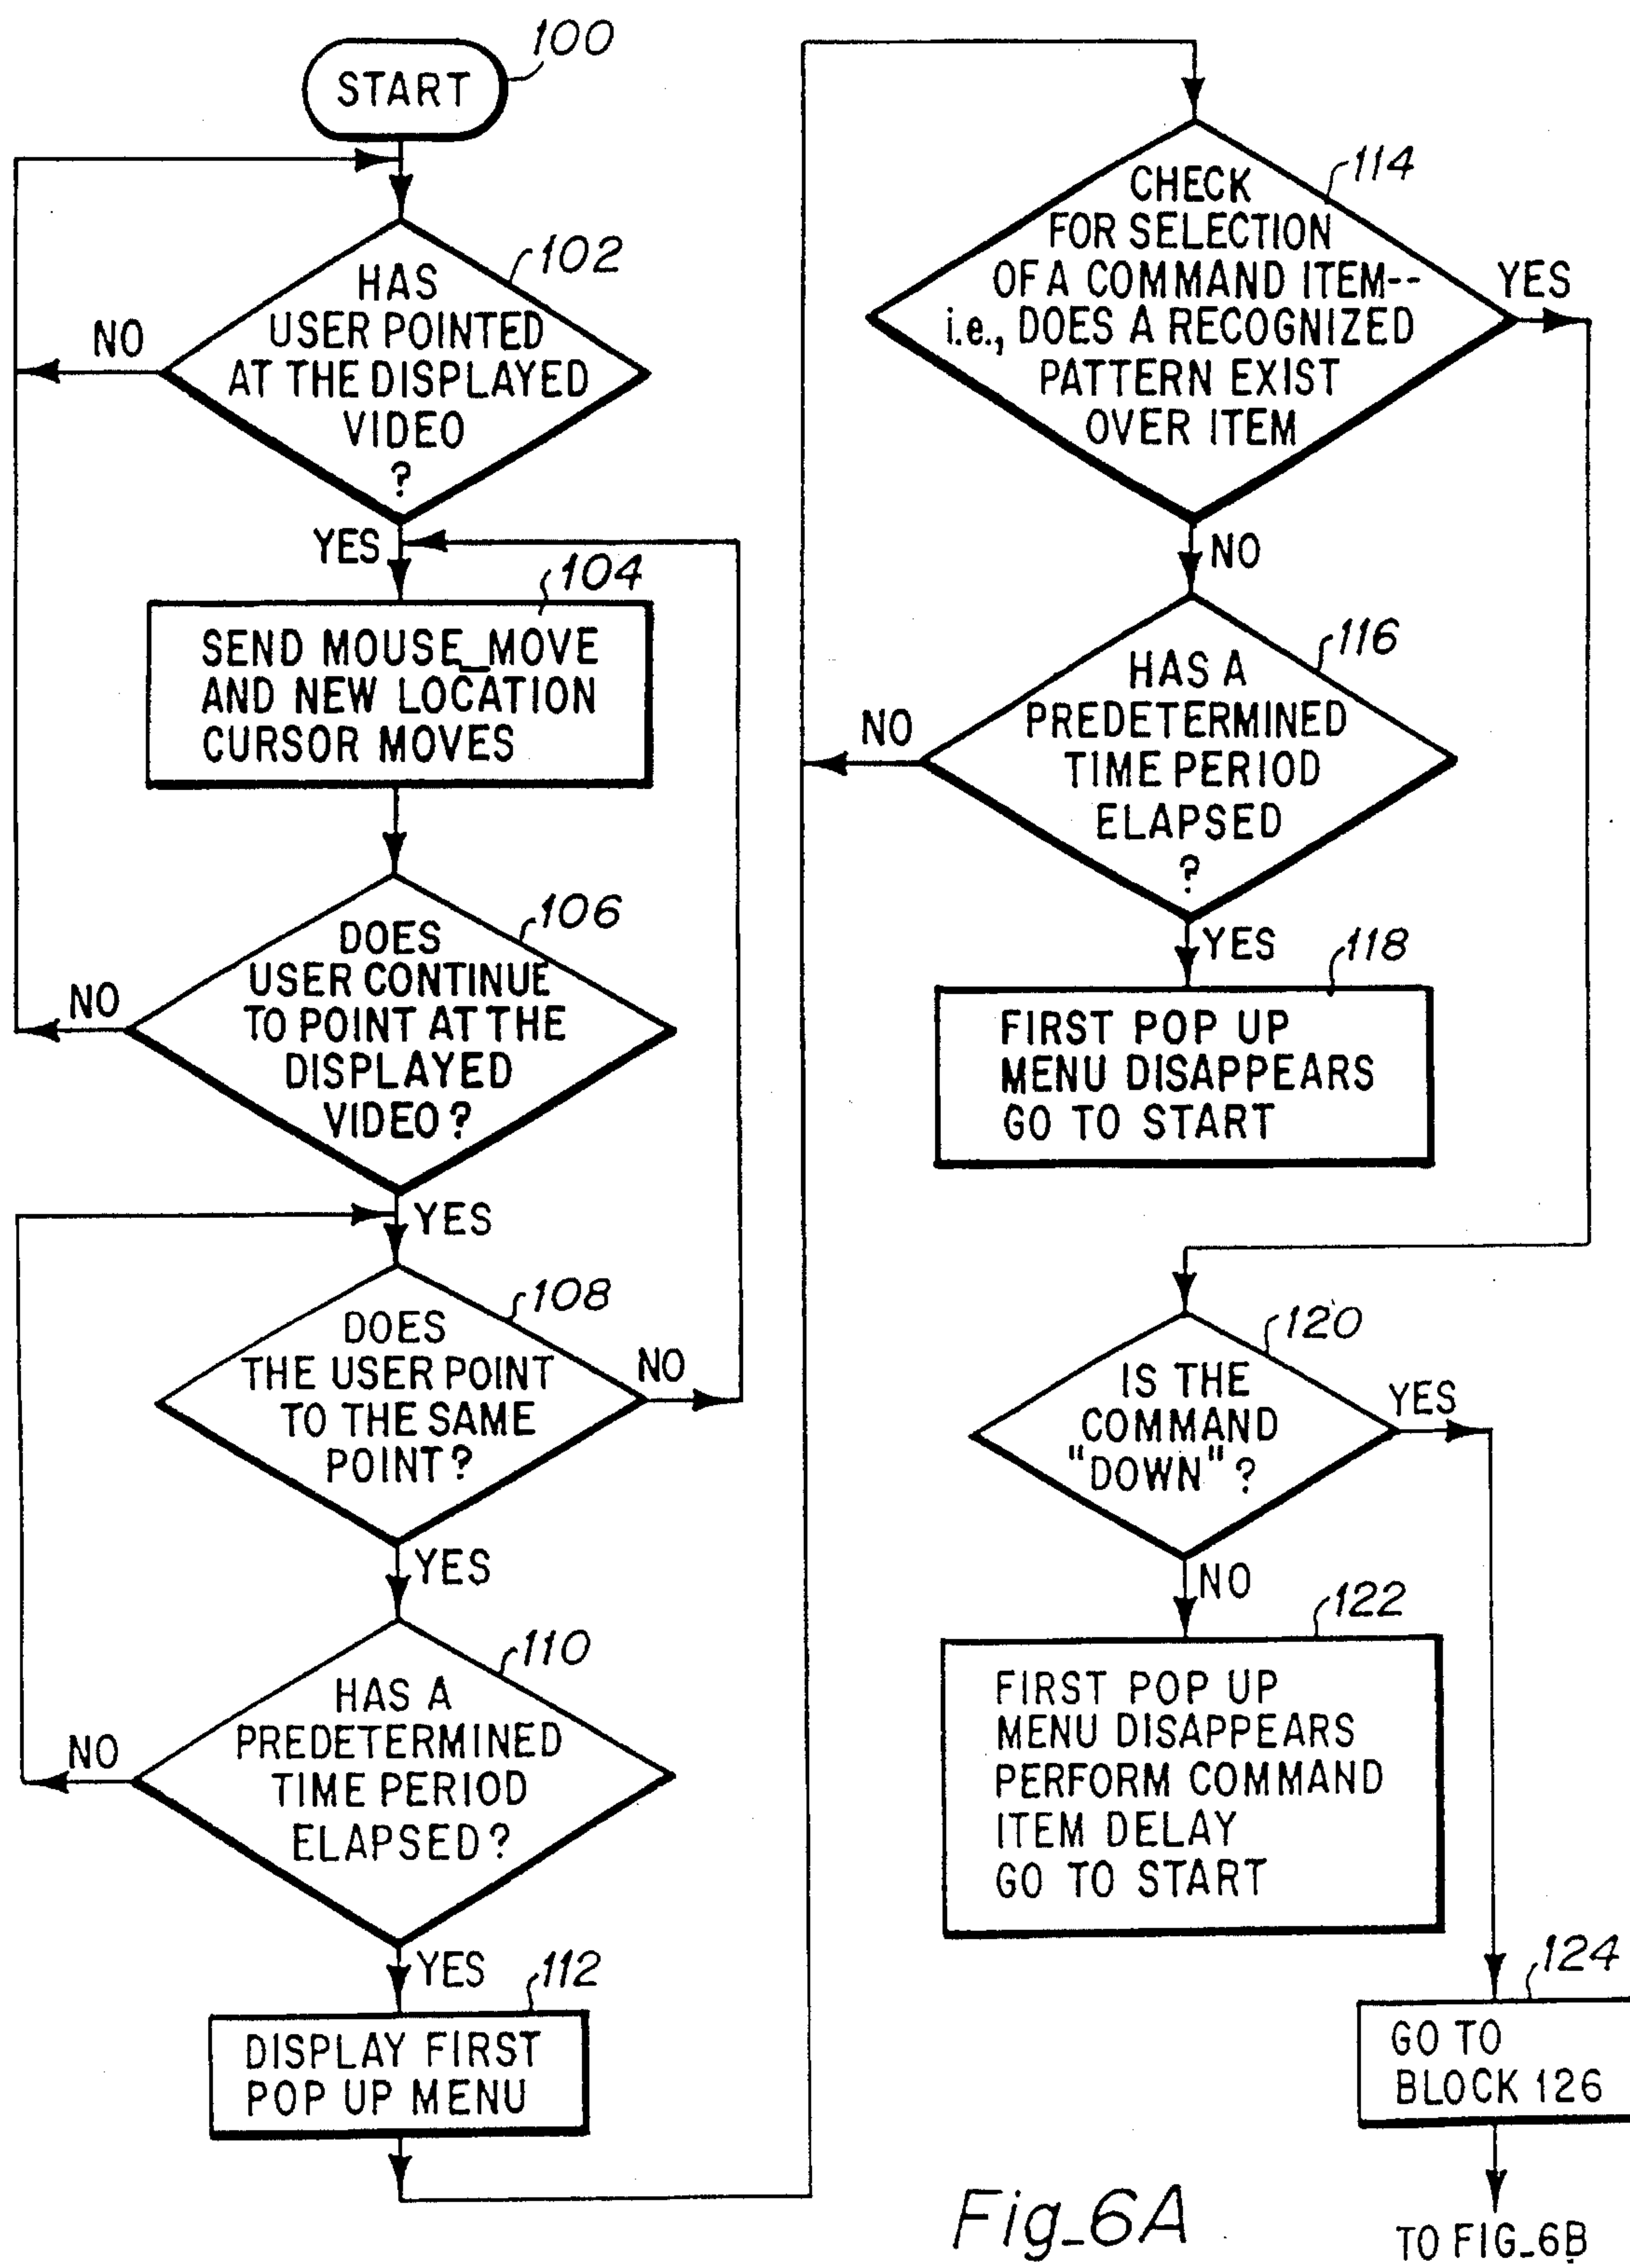 START
100
HAS
USER POINTED
AT THE DISPLAYED
VIDEO
?
102
NO
YES
104
SEND MOUSE_MOVE
AND NEW LOCATION
CURSOR MOVES
106
DOES
USER CONTINUE
TO POINT AT THE
DISPLAYED
VIDEO?
NO
YES
108
DOES
THE USER POINT
TO THE SAME
POINT?
NO
YES
110
HAS A
PREDETERMINED
TIME PERIOD
ELAPSED?
NO
YES
112
DISPLAY FIRST
POP UP MENU
114
CHECK
FOR SELECTION
OF A COMMAND ITEM--
i.e., DOES A RECOGNIZED
PATTERN EXIST
OVER ITEM
YES
NO
116
HAS A
PREDETERMINED
TIME PERIOD
ELAPSED
?
NO
YES
118
FIRST POP UP
MENU DISAPPEARS
GO TO START
120
IS THE
COMMAND
"DOWN"?
YES
NO
122
FIRST POP UP
MENU DISAPPEARS
PERFORM COMMAND
ITEM DELAY
GO TO START
124
GO TO
BLOCK 126
TO FIG_6B
Fig_6A